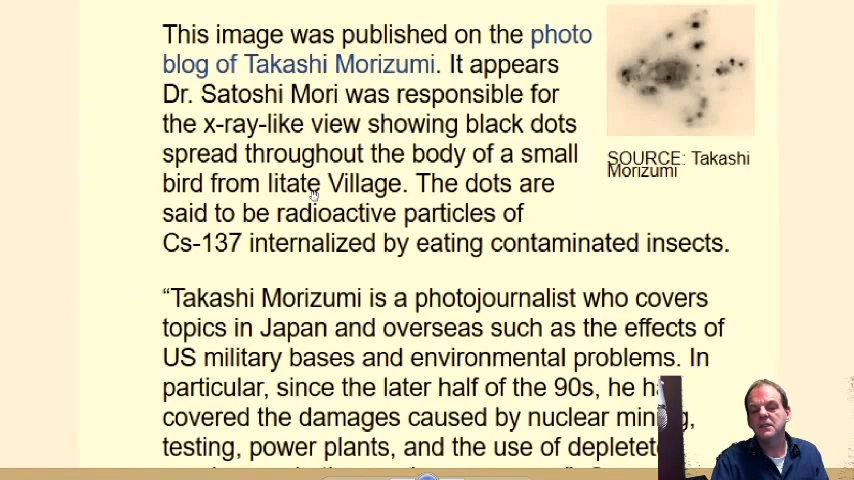 This image was published on the photo
blog of Takashi Morizumi. It appears
Dr. Satoshi Mori was responsible for
the x-ray-like view showing black dots
spread throughout the body of a small
bird from Iitate Village. The dots are
said to be radioactive particles of
Cs-137 internalized by eating contaminated insects.
SOURCE: Takashi
Morizumi
“Takashi Morizumi is a photojournalist who covers
topics in Japan and overseas such as the effects of
US military bases and environmental problems. In
particular, since the later half of the 90s, he
covered the damages caused by nuclear
testing, power plants, and the use of